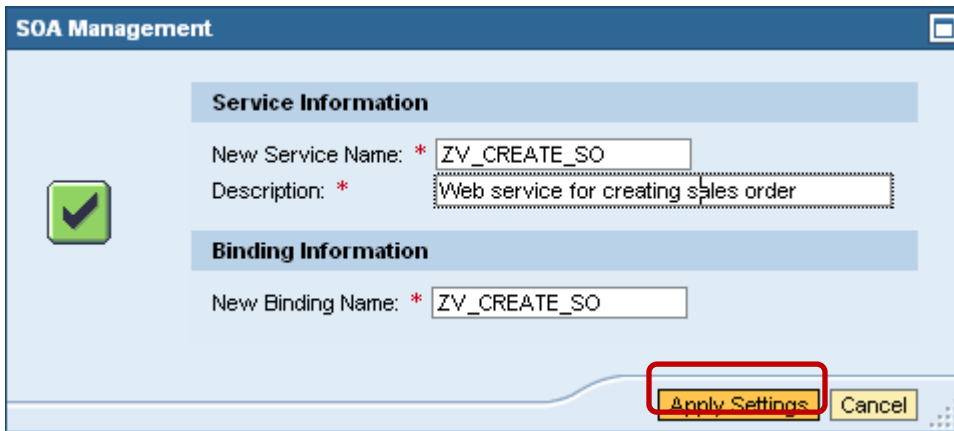 SOA Management
Service Information
New Service Name: * ZV_CREATE_SO
Description: * Web service for creating sales order
Binding Information
New Binding Name: * ZV_CREATE_SO
Apply Settings Cancel